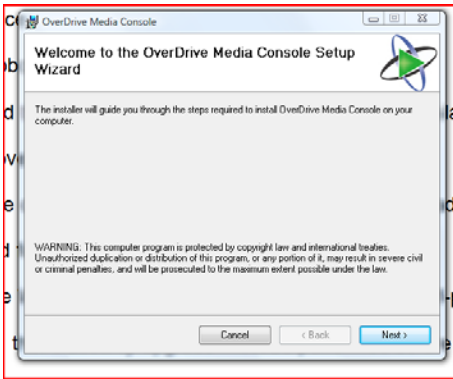 OverDrive Media Console
Welcome to the OverDrive Media Console Setup
Wizard
The installer will guide you through the steps required to install OverDrive Media Console on your
computer.
WARNING: This computer program is protected by copyright law and international treaties.
Unauthorized duplication or distribution of this program, or any portion of it, may result in severe civil
or criminal penalties, and will be prosecuted to the maximum extent possible under the law.
Cancel
< Back
Next >